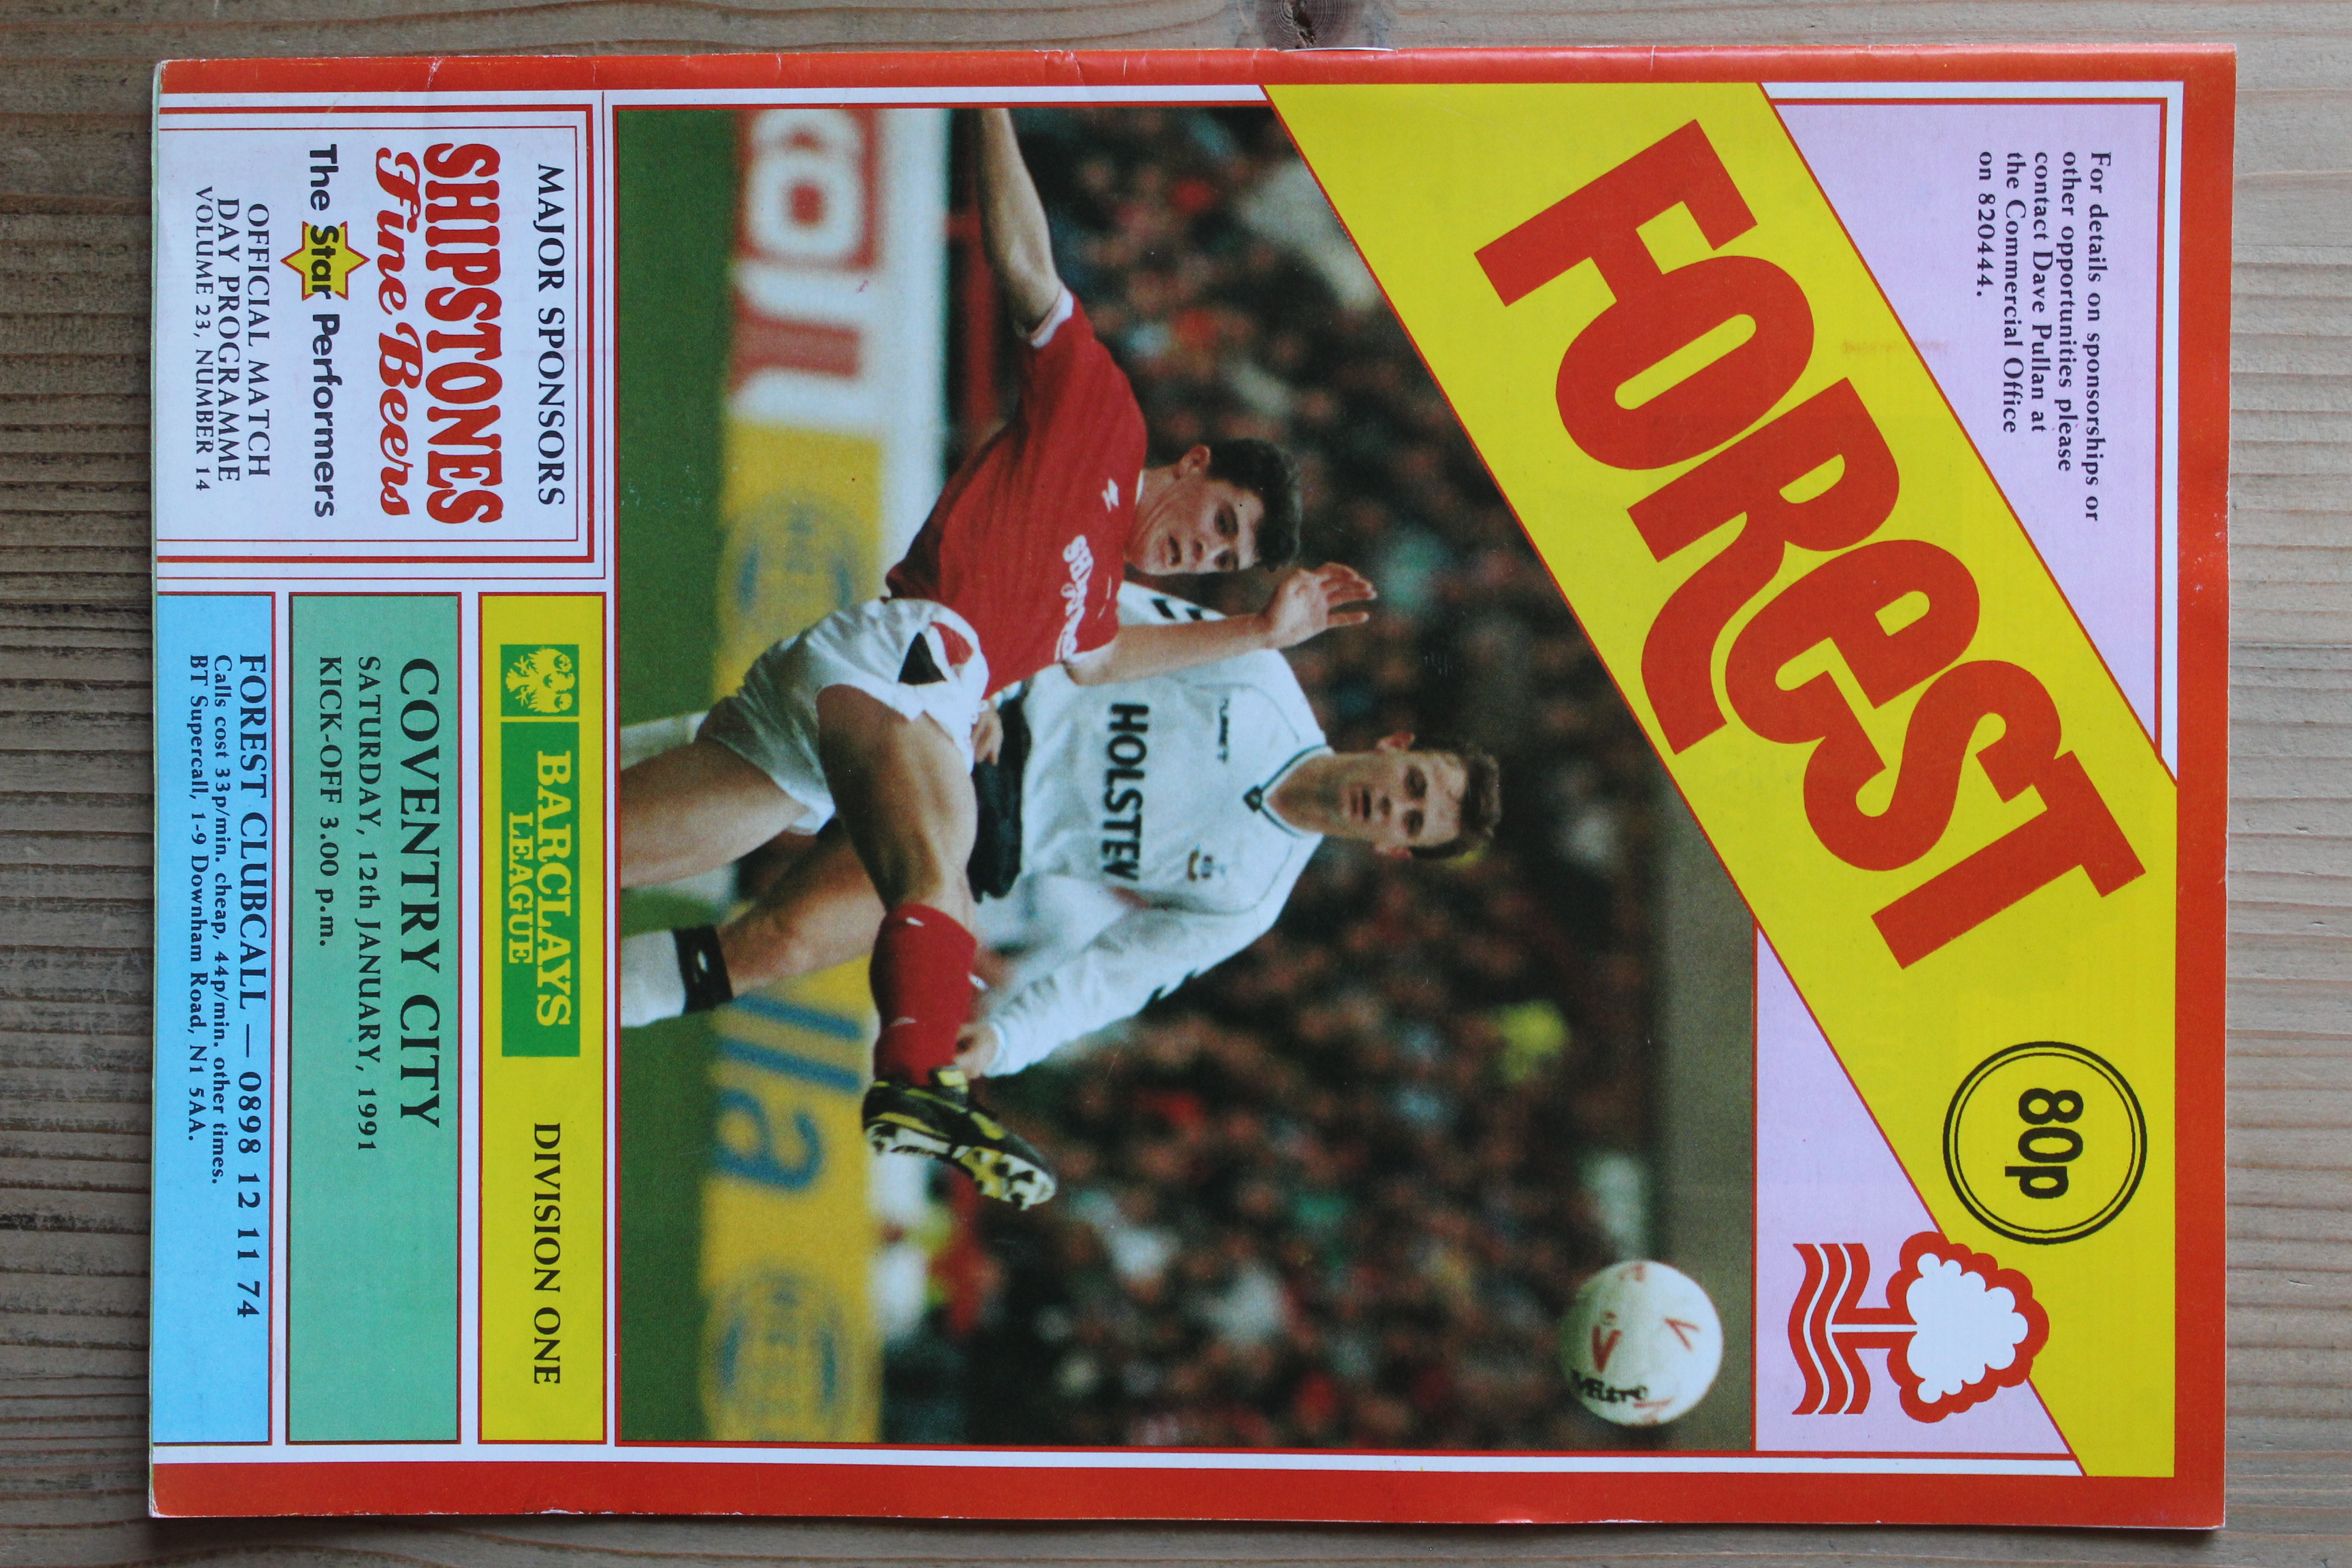 For details on sponsorships or
other opportunities please
contact Dave Pullan at
the Commercial Office
on 820444.
FOREST
80p
HOLSTEN
Mitre
MAJOR SPONSORS
SHIPSTONES
Fine Beers
The Star Performers
OFFICIAL MATCH
DAY PROGRAMME
VOLUME 23, NUMBER 14
BARCLAYS
LEAGUE
DIVISION ONE
COVENTRY CITY
SATURDAY, 12th JANUARY, 1991
KICK-OFF 3.00 p.m.
FOREST CLUBCALL — 0898 12 11 74
Calls cost 33p/min. cheap, 44p/min. other times.
BT Supercall, 1-9 Downham Road, N1 5AA.